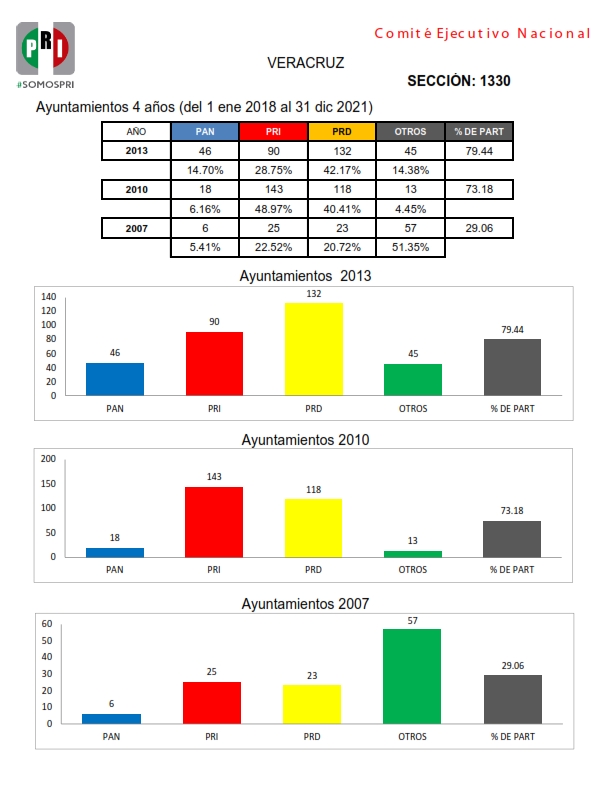 Comité Ejecutivo Nacional
PRI
#SOMOSPRI
VERACRUZ
SECCIÓN: 1330
Ayuntamientos 4 años (del 1 ene 2018 al 31 dic 2021)
AÑO PAN PRI PRD OTROS % DE PART
2013 46 90 132 45 79.44
14.70% 28.75% 42.17% 14.38%
2010 18 143 118 13 73.18
6.16% 48.97% 40.41% 4.45%
2007 6 25 23 57 29.06
5.41% 22.52% 20.72% 51.35%
Ayuntamientos 2013
140
120
100
80
60
40
20
0
46 90 132 45 79.44
PAN PRI PRD OTROS % DE PART
Ayuntamientos 2010
200
150
100
50
0
18 143 118 13 73.18
PAN PRI PRD OTROS % DE PART
Ayuntamientos 2007
60
50
40
30
20
10
0
6 25 23 57 29.06
PAN PRI PRD OTROS % DE PART